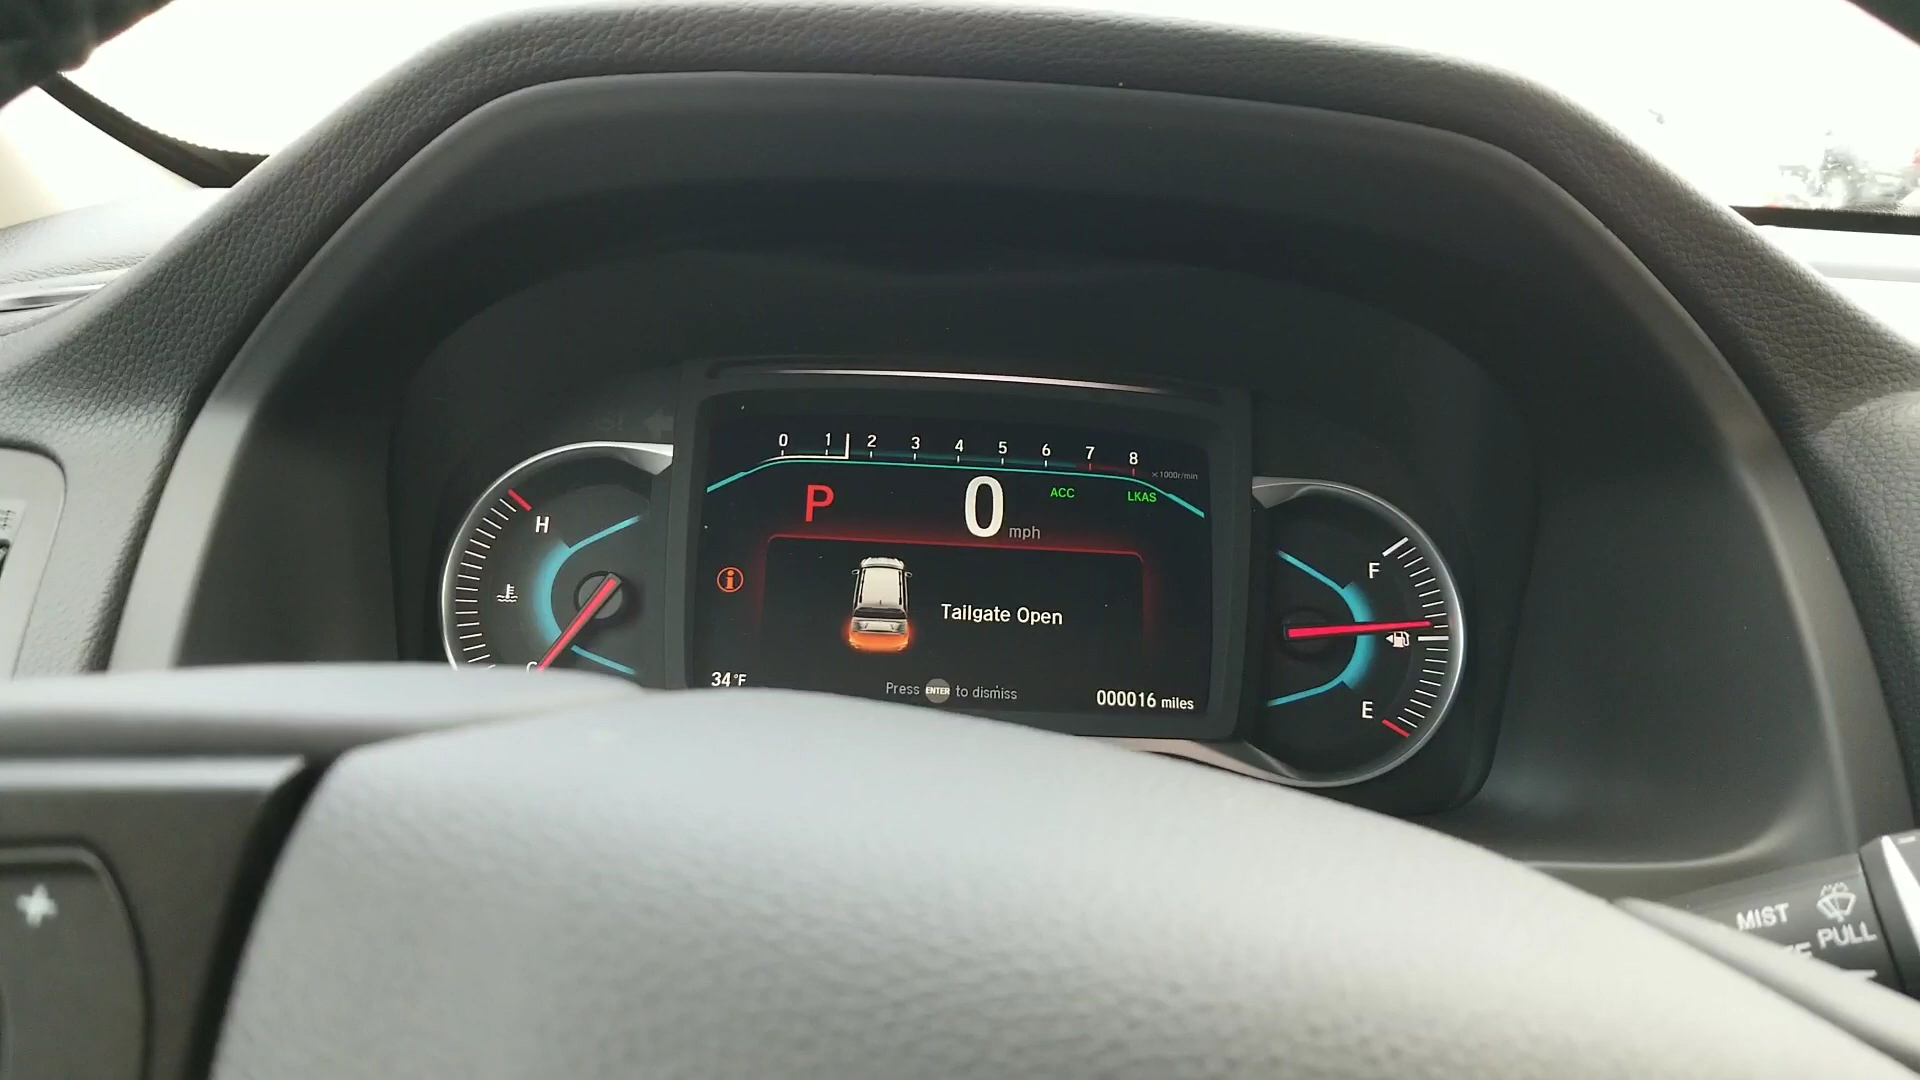 0 1 2 3 4 5 6 7 8
×1000r/min
P 0 mph ACC LKAS
H
F
Tailgate Open
34°F
Press ENTER to dismiss
000016 miles
E
MIST
PULL